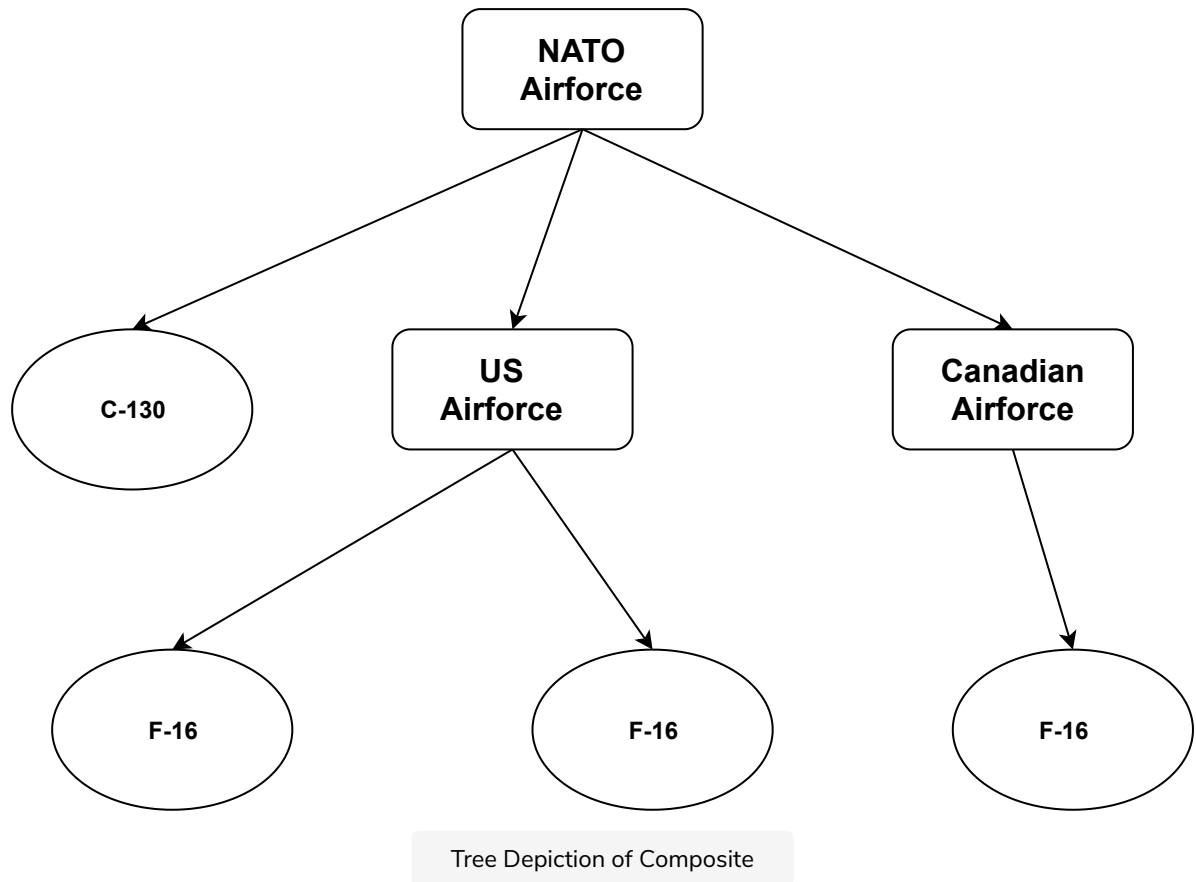 NATO
Airforce
C-130
US
Airforce
Canadian
Airforce
F-16
F-16
F-16
Tree Depiction of Composite